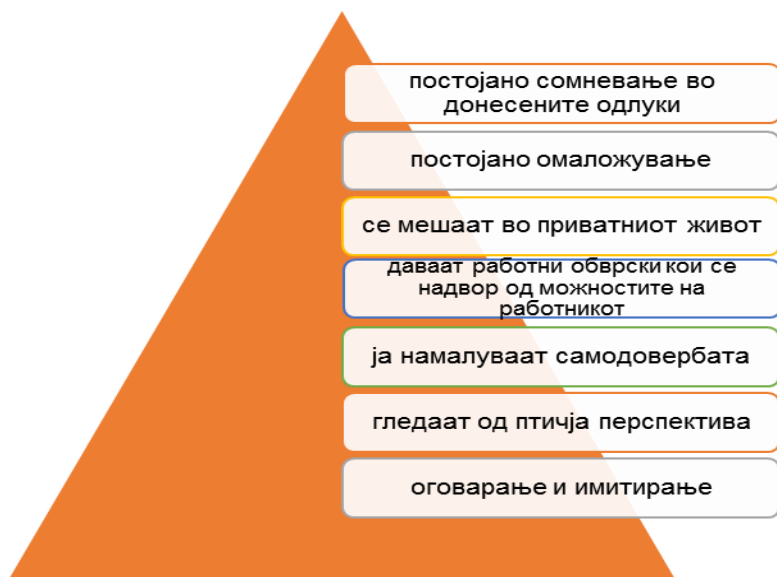 постојано сомневање во
донесените одлуки
постојано омаложување
се мешаат во приватниот живот
даваат работни обврски кои се
надвор од можностите на
работникот
ја намалуваат самодовербата
гледаат од птичја перспектива
оговарање и имитирање